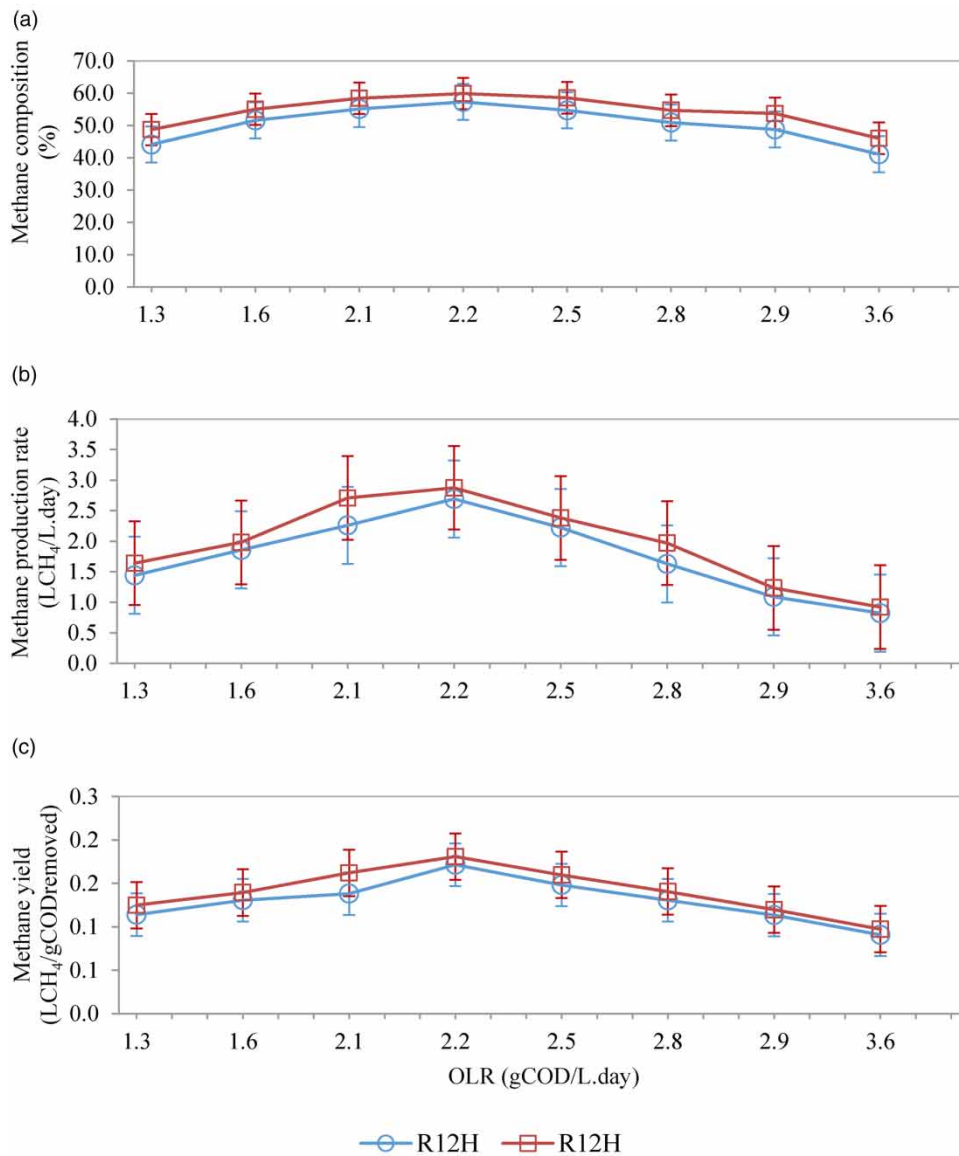 (a)
Methane composition
(%)
70.0
60.0
50.0
40.0
30.0
20.0
10.0
0.0
1.3 1.6 2.1 2.2 2.5 2.8 2.9 3.6
(b)
Methane production rate
(LCH₄/L.day)
4.0
3.5
3.0
2.5
2.0
1.5
1.0
0.5
0.0
1.3 1.6 2.1 2.2 2.5 2.8 2.9 3.6
(c)
Methane yield
(LCH₄/gCODremoved)
0.3
0.2
0.2
0.1
0.1
0.0
1.3 1.6 2.1 2.2 2.5 2.8 2.9 3.6
OLR (gCOD/L.day)
R12H R12H